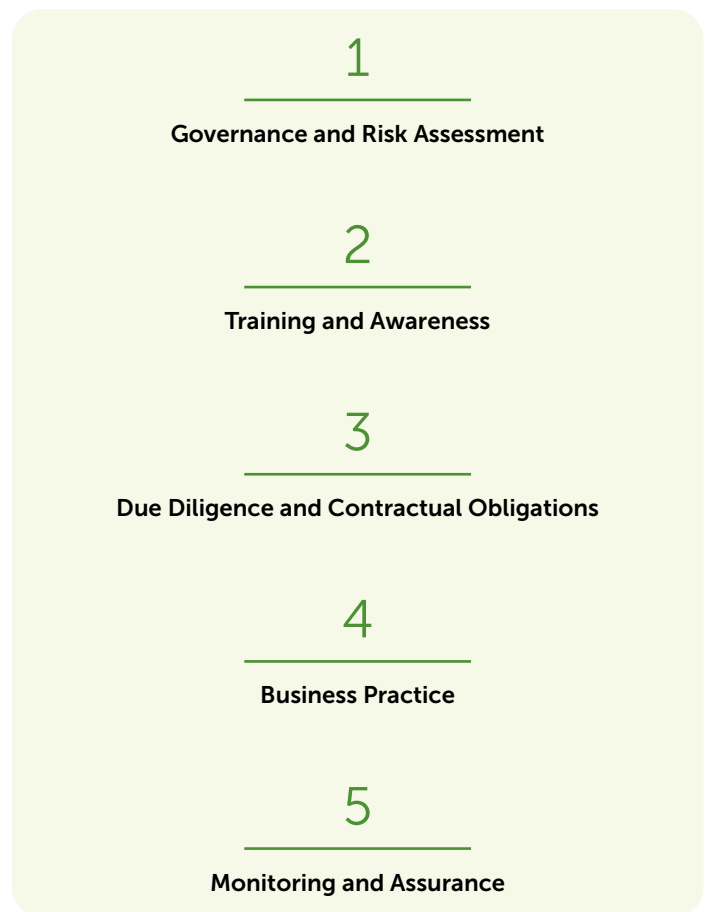 1
Governance and Risk Assessment
2
Training and Awareness
3
Due Diligence and Contractual Obligations
4
Business Practice
5
Monitoring and Assurance